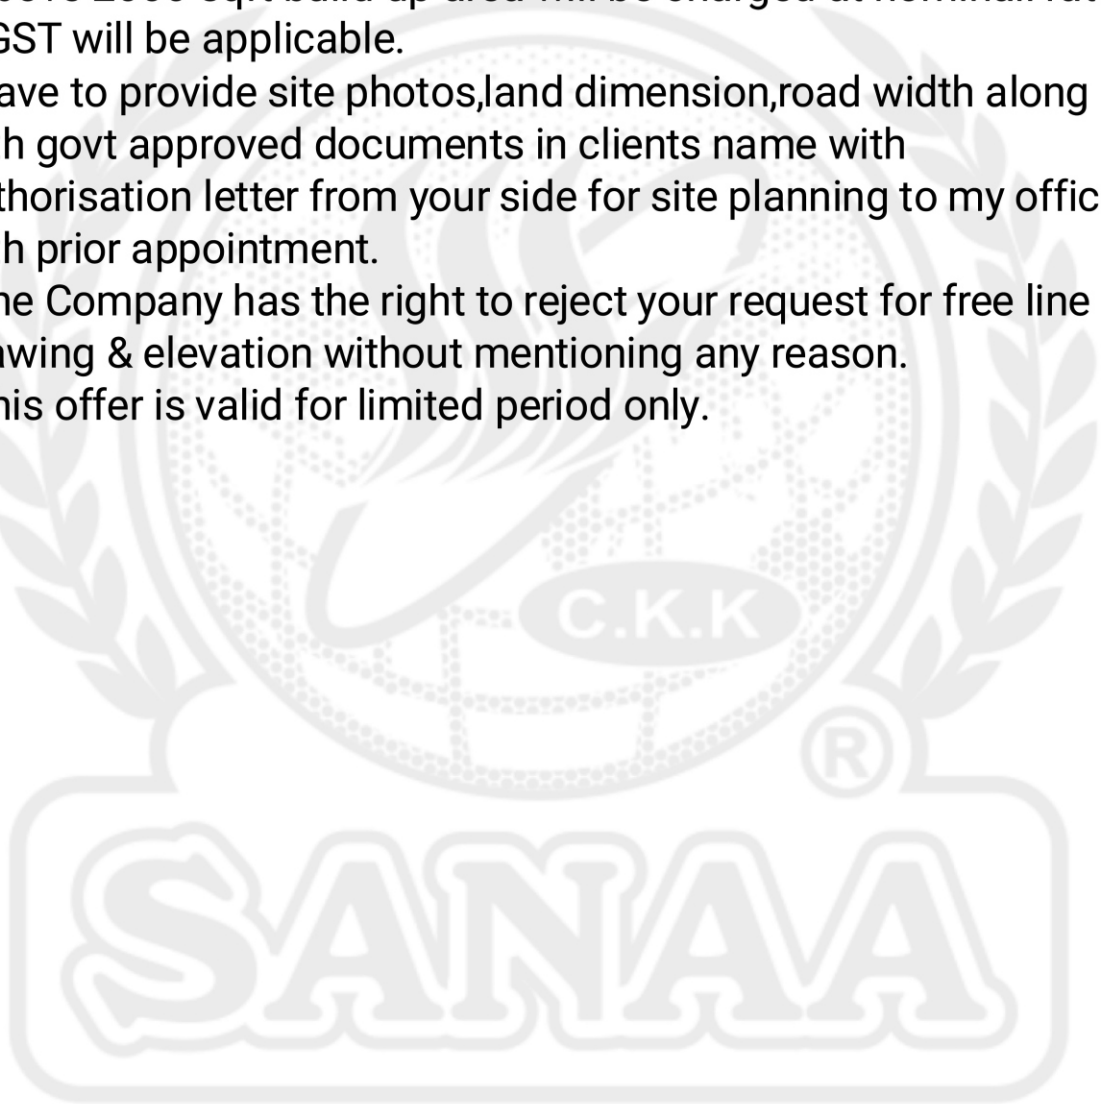 GST will be applicable.
ave to provide site photos,land dimension,road width along
h govt approved documents in clients name with
thorisation letter from your side for site planning to my offic
h prior appointment.
he Company has the right to reject your request for free line
awing & elevation without mentioning any reason.
his offer is valid for limited period only.
C.K.K
®
SANAA